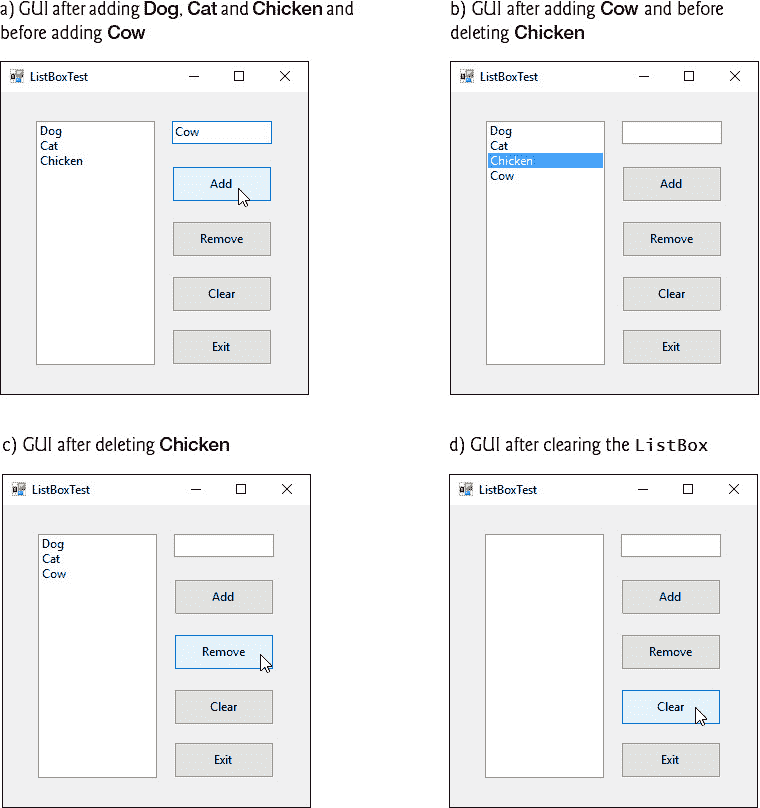 a) GUI after adding Dog, Cat and Chicken and
before adding Cow
ListBoxTest
Dog
Cat
Chicken
Cow
Add
Remove
Clear
Exit
b) GUI after adding Cow and before
deleting Chicken
ListBoxTest
Dog
Cat
Chicken
Cow
Add
Remove
Clear
Exit
c) GUI after deleting Chicken
ListBoxTest
Dog
Cat
Cow
Add
Remove
Clear
Exit
d) GUI after clearing the ListBox
ListBoxTest
Add
Remove
Clear
Exit